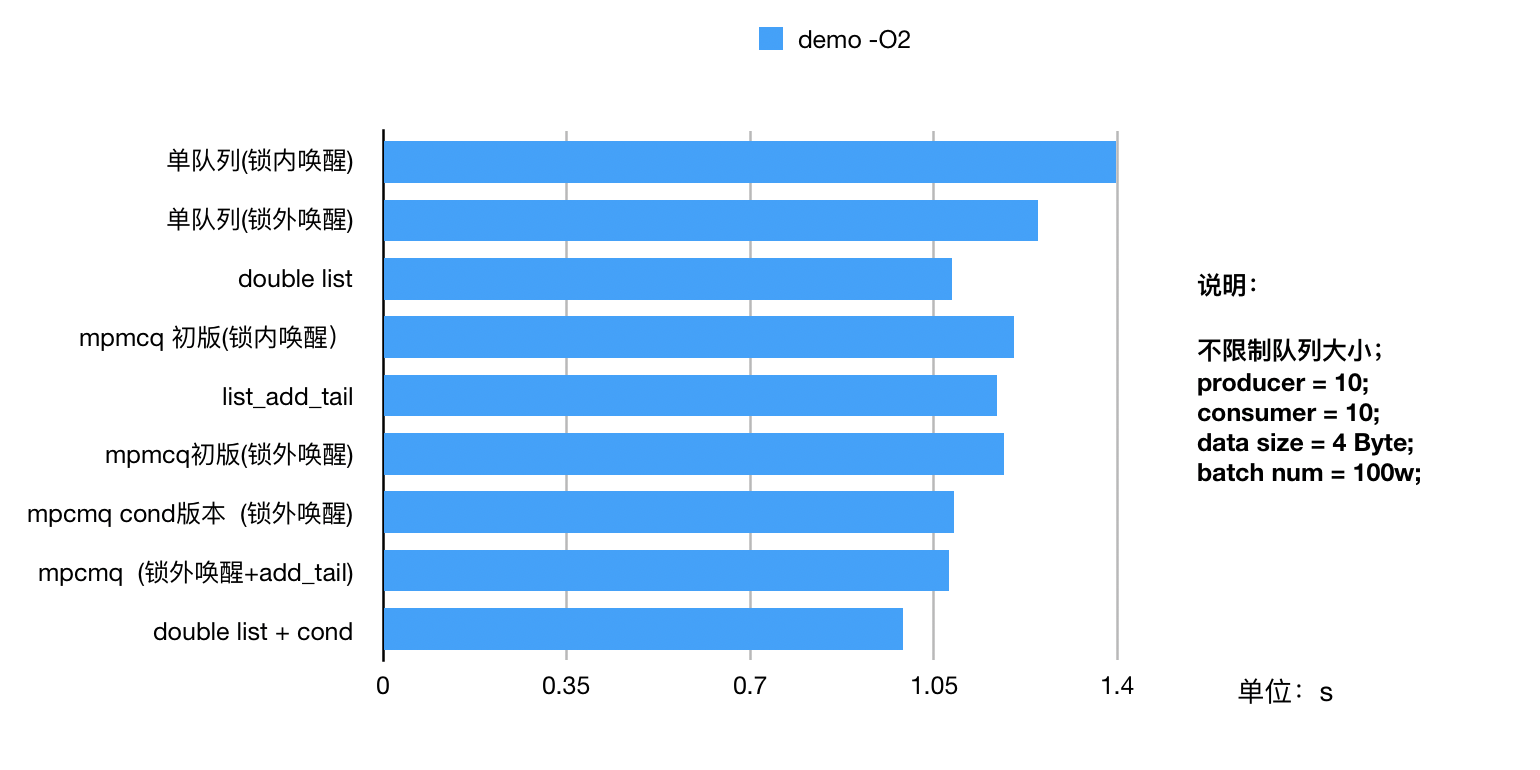 demo -O2
单队列(锁内唤醒)
单队列(锁外唤醒)
double list
mpmcq 初版(锁内唤醒）
list_add_tail
mpmcq初版(锁外唤醒)
mpcmq cond版本 (锁外唤醒)
mpcmq (锁外唤醒+add_tail)
double list + cond
0 0.35 0.7 1.05 1.4
单位：s
说明：
不限制队列大小；
producer = 10;
consumer = 10;
data size = 4 Byte;
batch num = 100w;